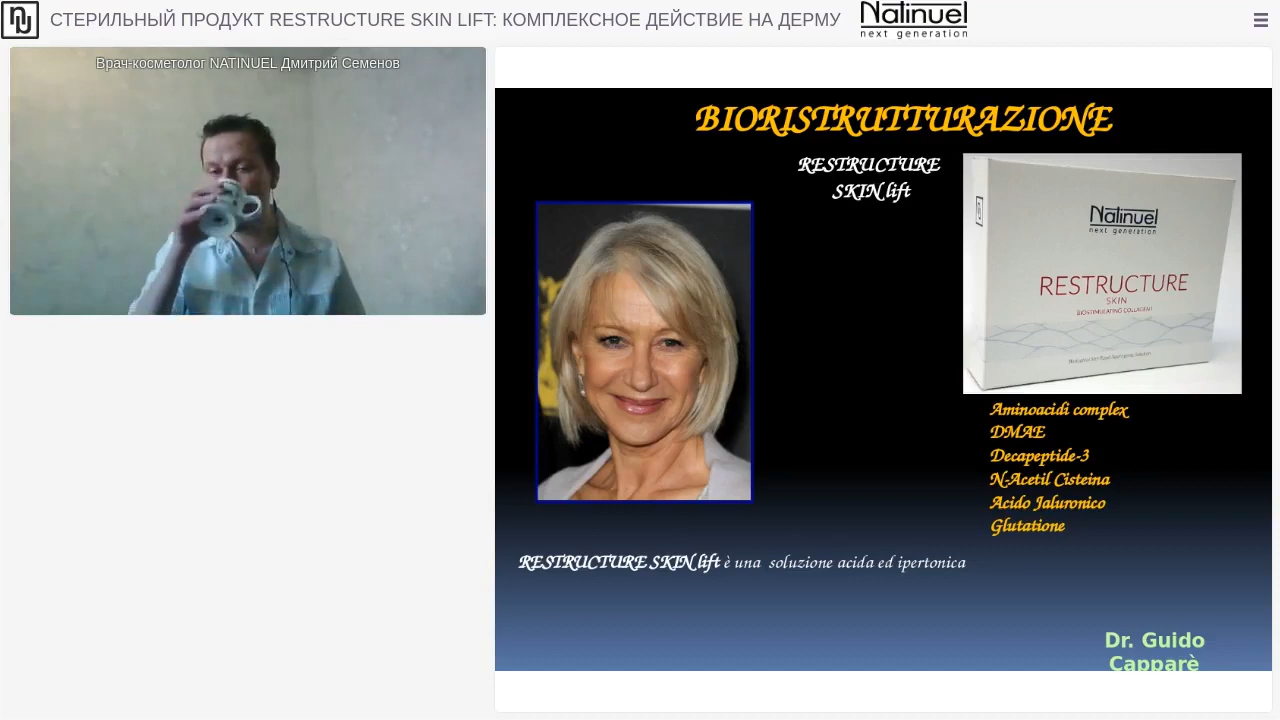 СТЕРИЛЬНЫЙ ПРОДУКТ RESTRUCTURE SKIN LIFT: КОМПЛЕКСНОЕ ДЕЙСТВИЕ НА ДЕРМУ
Natinuel
next generation
Врач-косметолог NATINUEL Дмитрий Семенов
BIORISTRUTTURAZIONE
RESTRUCTURE
SKIN lift
Natinuel
next generation
RESTRUCTURE
SKIN
BIOSTIMULATING COLLAGEN
Aminoacidi complex
DMAE
Decapeptide-3
N-Acetil Cisteina
Acido Jaluronico
Glutatione
RESTRUCTURE SKIN lift è una soluzione acida ed ipertonica
Dr. Guido
Capparè